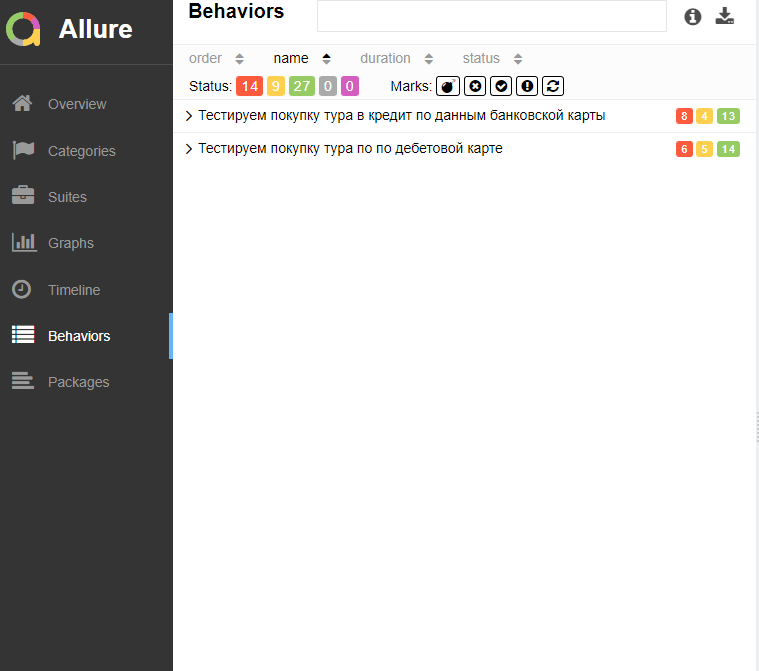 Allure
Overview
Categories
Suites
Graphs
Timeline
Behaviors
Packages
Behaviors
order name duration status
Status: 14 9 27 0 0 Marks:
Тестируем покупку тура в кредит по данным банковской карты 8 4 13
Тестируем покупку тура по по дебетовой карте 6 5 14